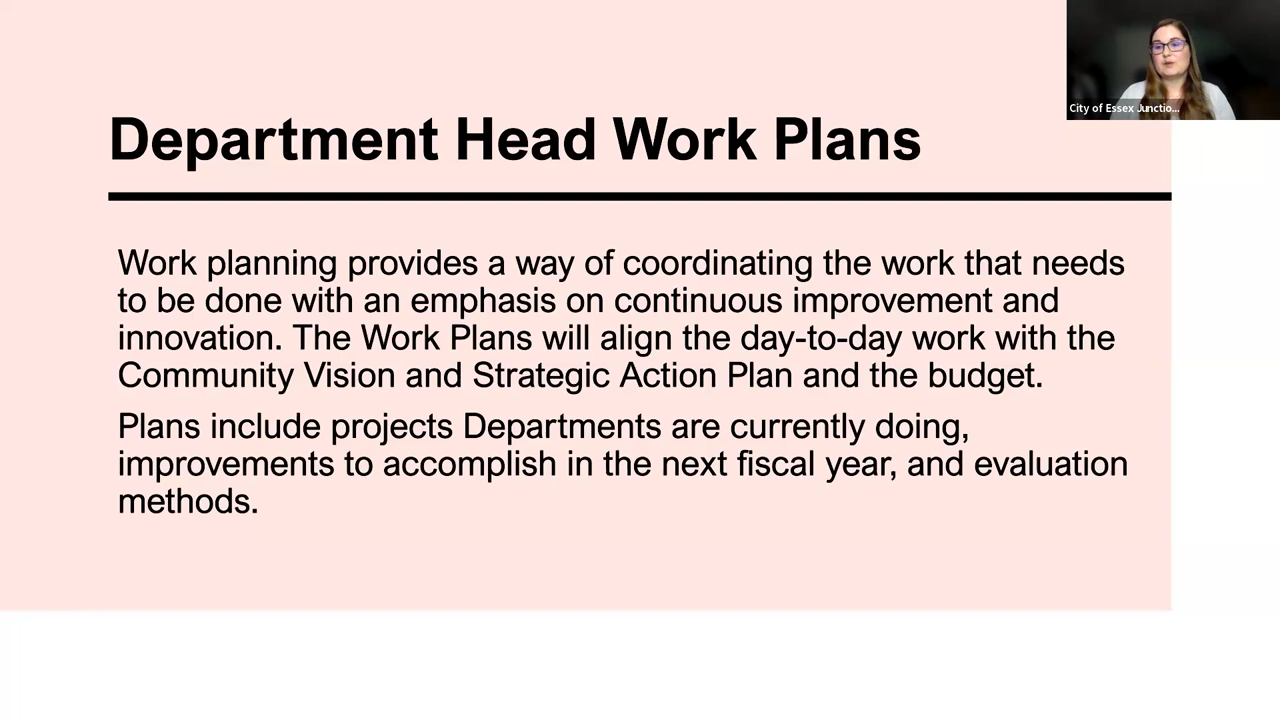 City of Essex Junctio...
Department Head Work Plans
Work planning provides a way of coordinating the work that needs
to be done with an emphasis on continuous improvement and
innovation. The Work Plans will align the day-to-day work with the
Community Vision and Strategic Action Plan and the budget.
Plans include projects Departments are currently doing,
improvements to accomplish in the next fiscal year, and evaluation
methods.